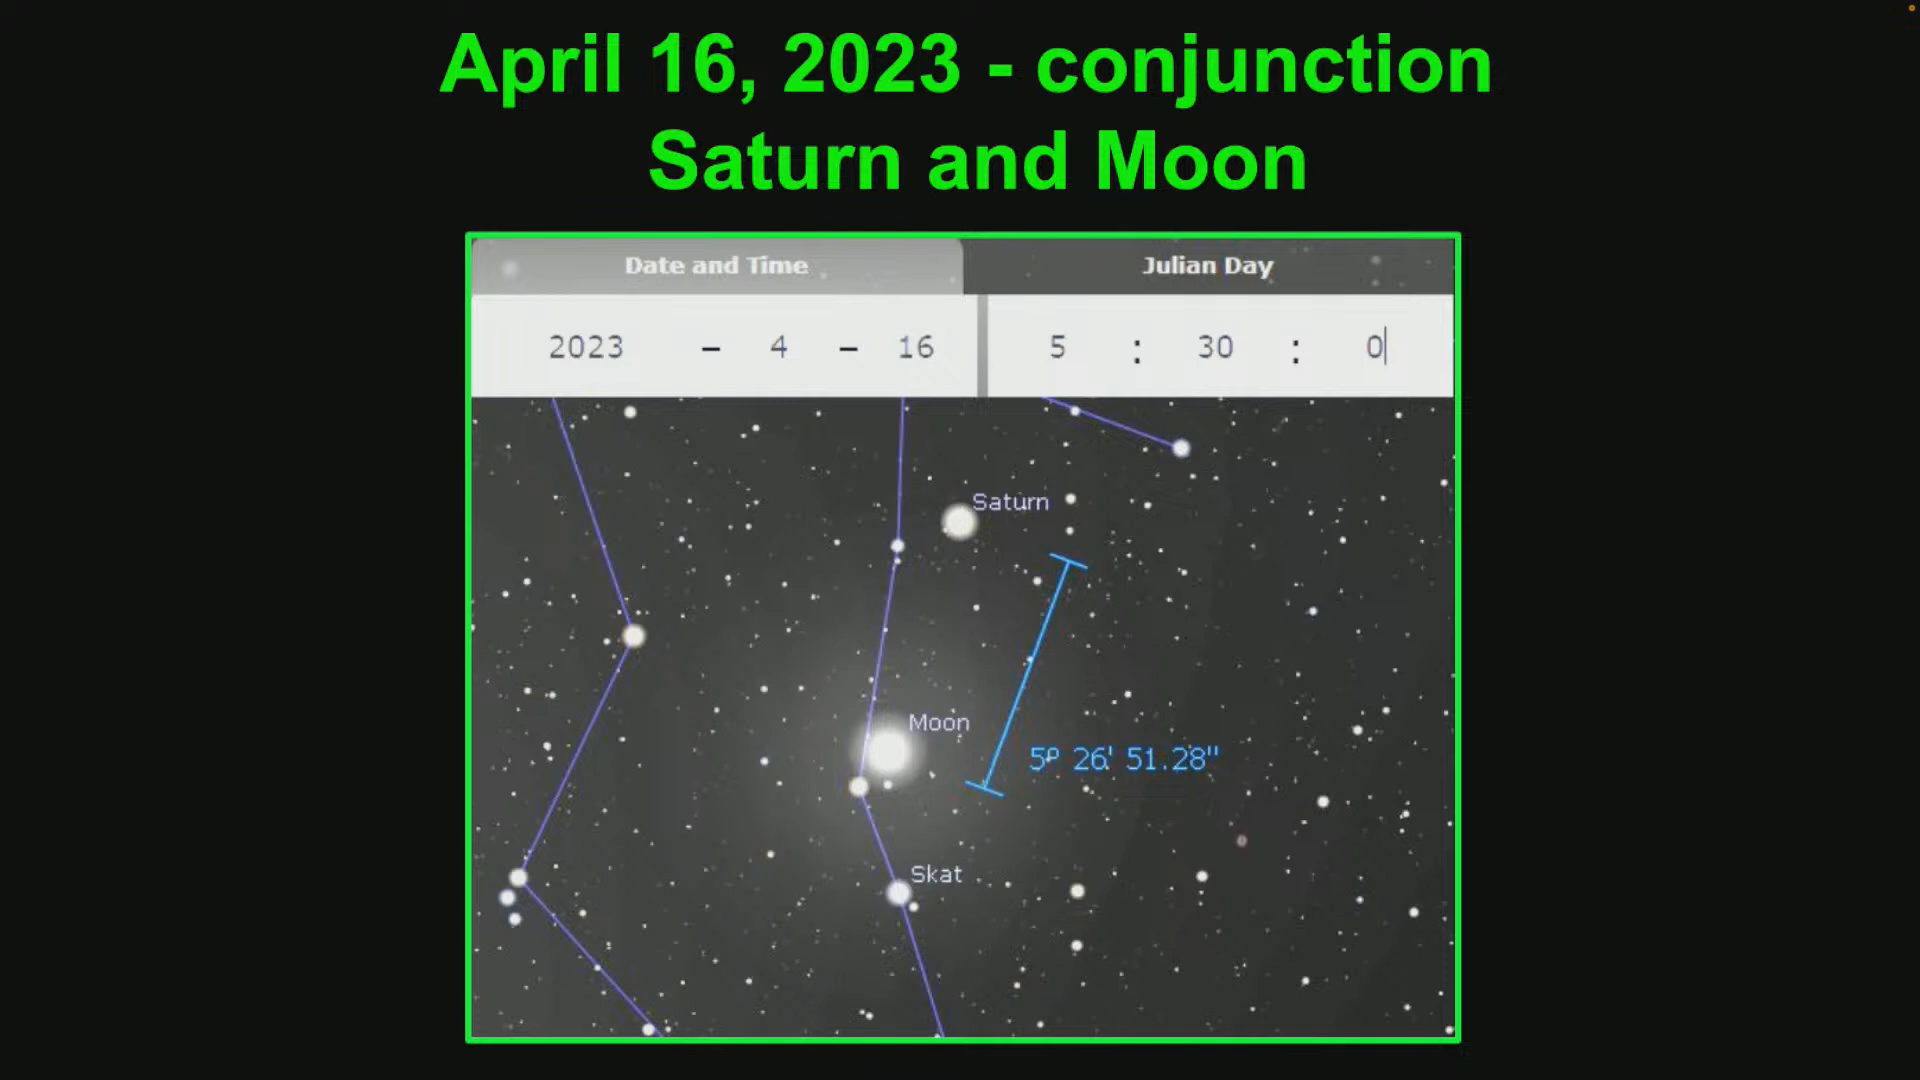 April 16, 2023 - conjunction
Saturn and Moon
Date and Time
Julian Day
2023 - 4 - 16
5 : 30 : 0
Saturn
Moon
5º 26' 51.28"
Skat